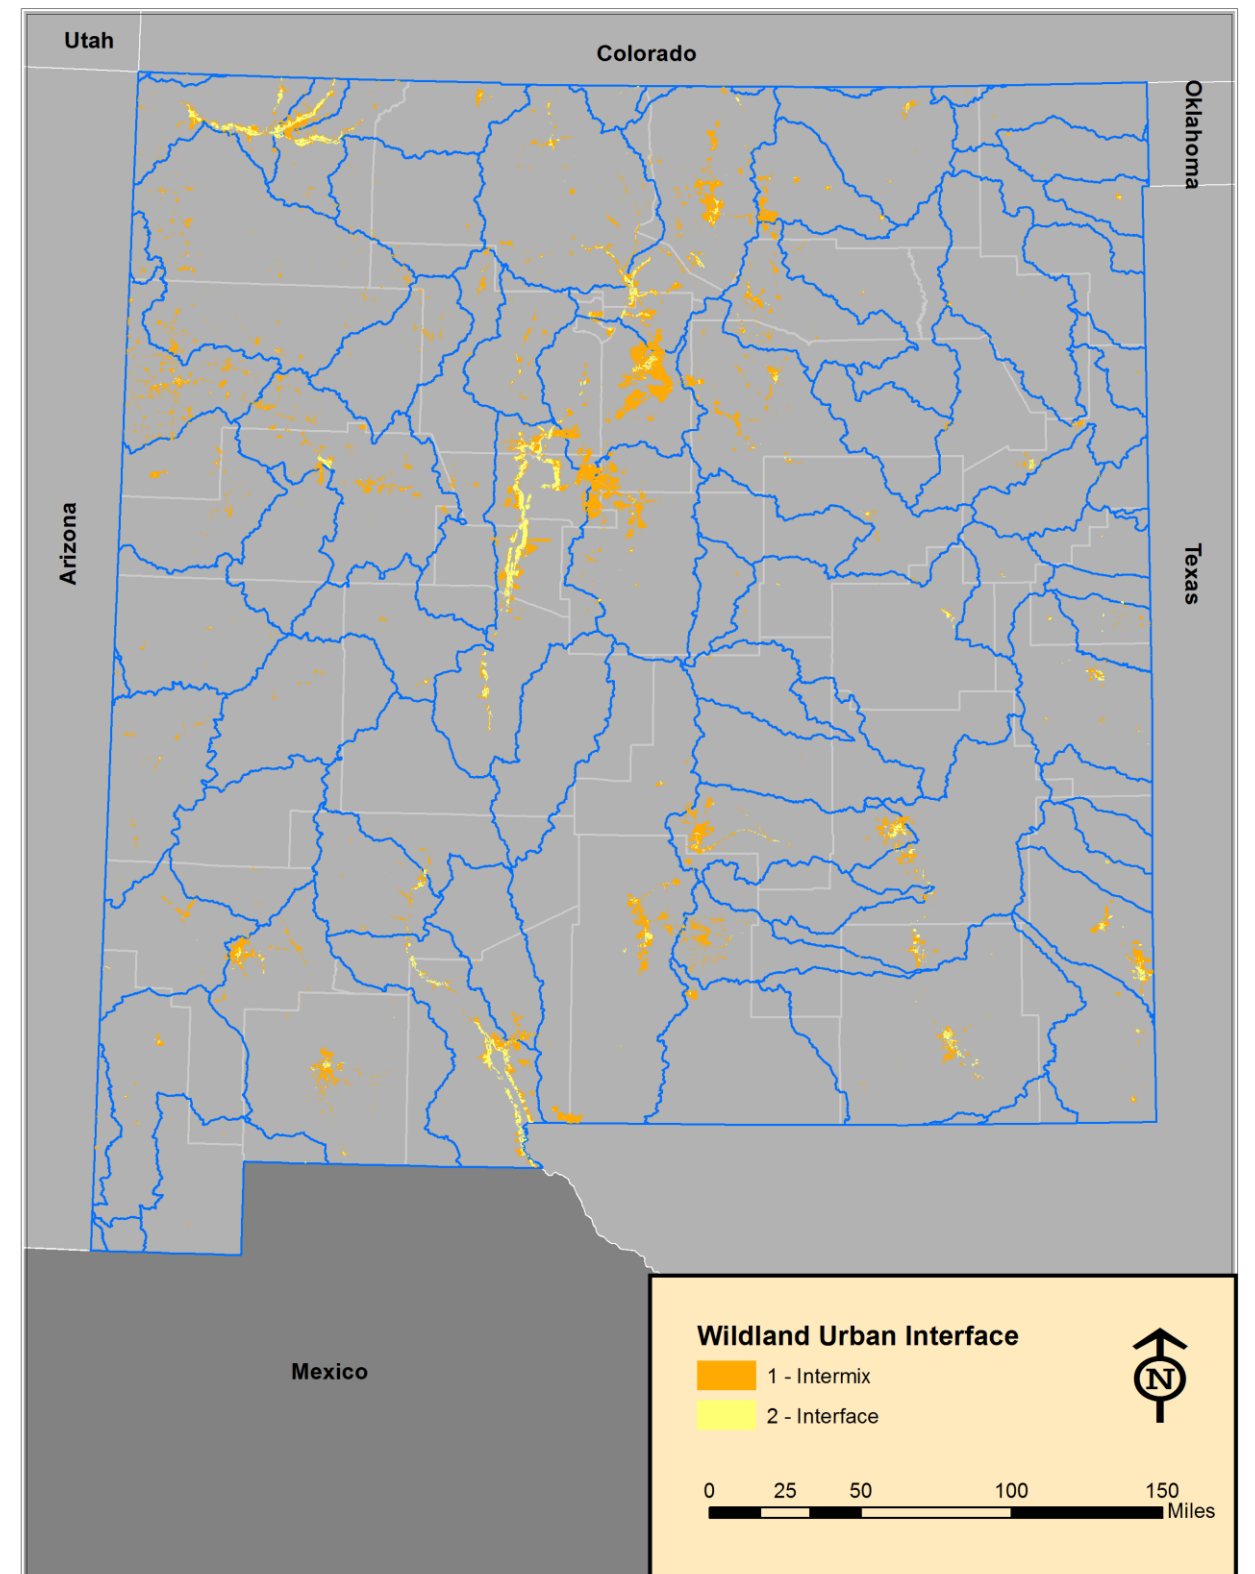 Utah
Colorado
Oklahoma
Arizona
Texas
Mexico
Wildland Urban Interface
1 - Intermix
2 - Interface
N
0 25 50 100 150
Miles